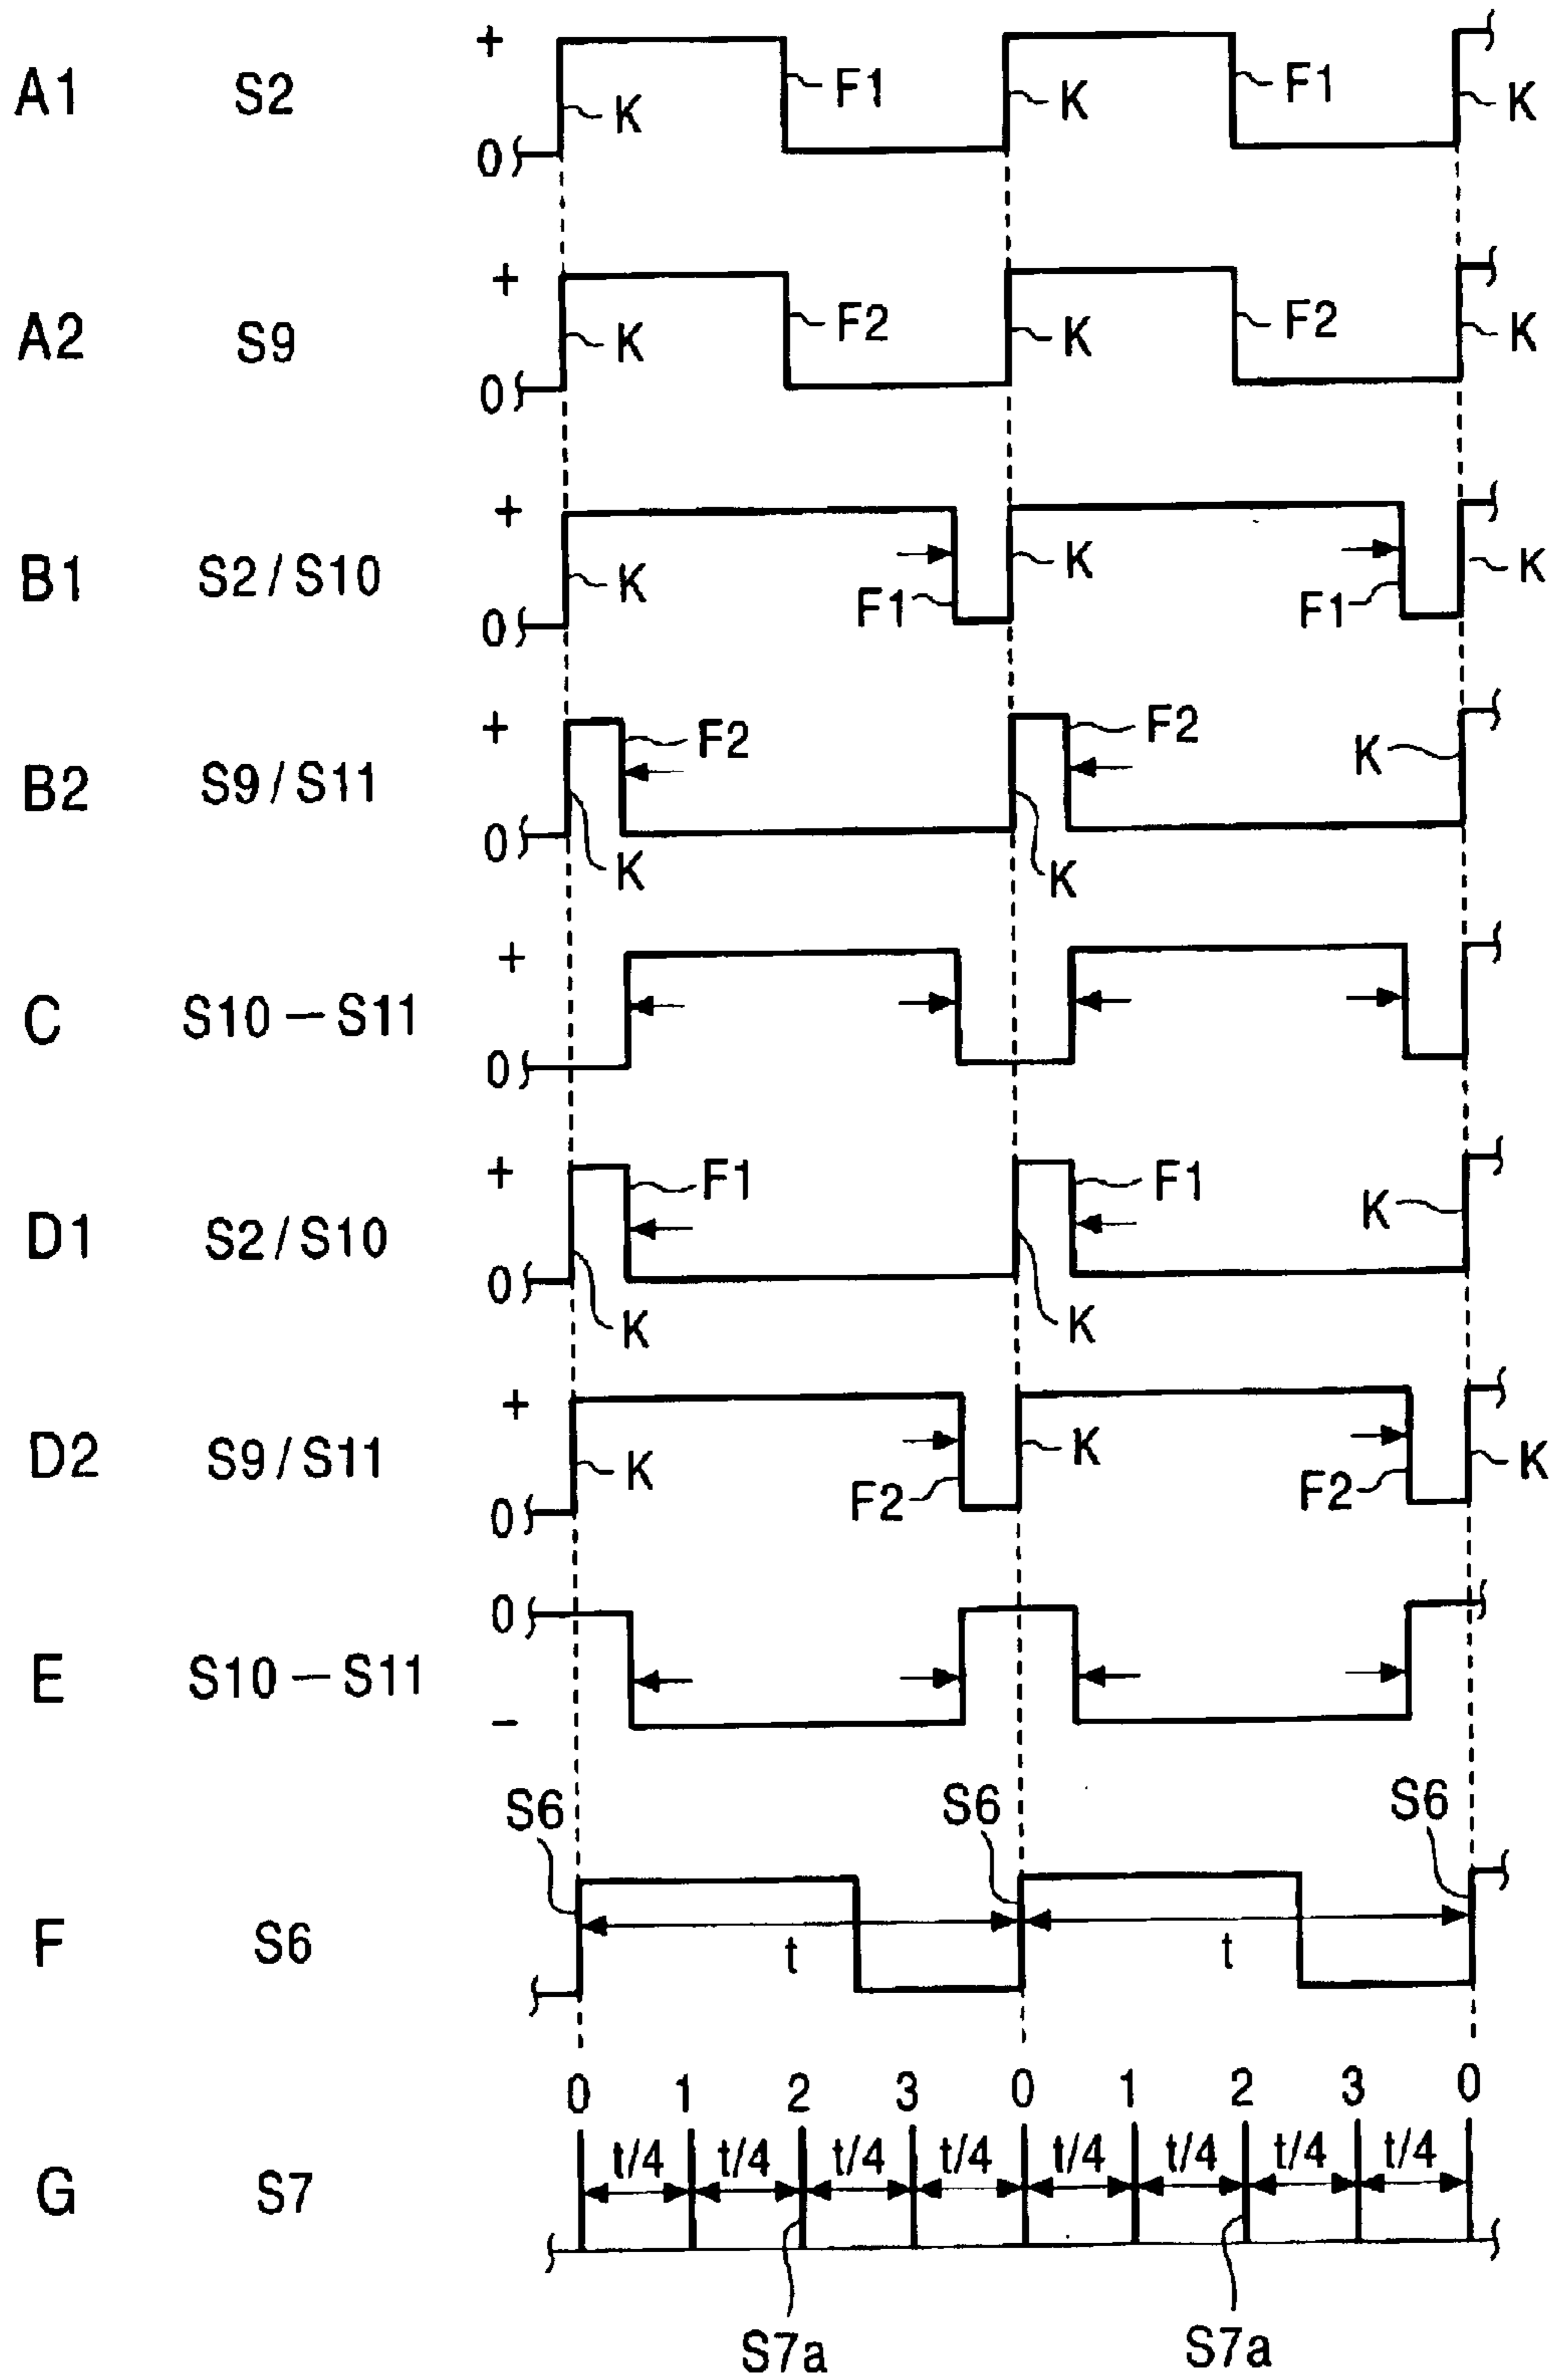 A1 S2 + 0 K F1 K F1 K
A2 S9 + 0 K F2 K F2 K
B1 S2/S10 + 0 K F1 K F1 K
B2 S9/S11 + 0 K F2 K F2 K
C S10–S11 + 0
D1 S2/S10 + 0 K F1 K F1 K
D2 S9/S11 + 0 K F2 K F2 K
E S10–S11 0 –
S6 S6 S6
F S6 t t
0 1 2 3 0 1 2 3 0
G S7 t/4 t/4 t/4 t/4 t/4 t/4 t/4 t/4
S7a S7a